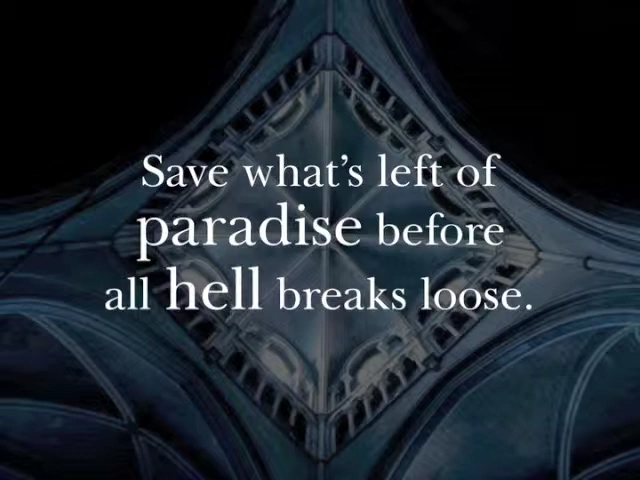 Save what's left of
paradise before
all hell breaks loose.